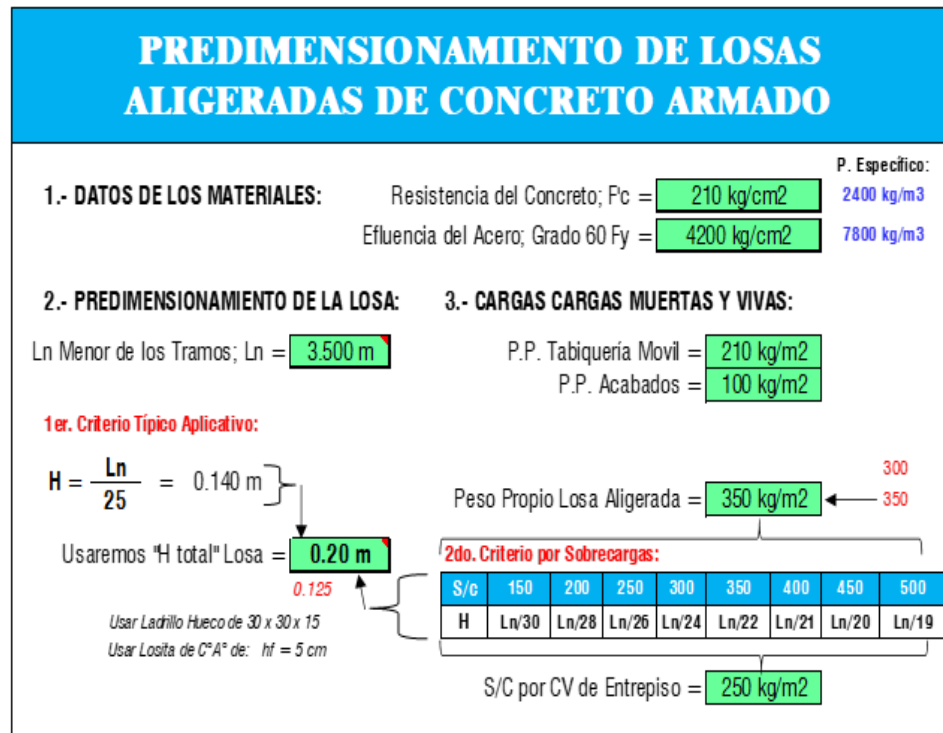 PREDIMENSIONAMIENTO DE LOSAS
ALIGERADAS DE CONCRETO ARMADO
P. Específico:
1.- DATOS DE LOS MATERIALES: Resistencia del Concreto; F'c = 210 kg/cm2 2400 kg/m3
Efluencia del Acero; Grado 60 Fy = 4200 kg/cm2 7800 kg/m3
2.- PREDIMENSIONAMIENTO DE LA LOSA: 3.- CARGAS CARGAS MUERTAS Y VIVAS:
Ln Menor de los Tramos; Ln = 3.500 m P.P. Tabiquería Movil = 210 kg/m2
P.P. Acabados = 100 kg/m2
1er. Criterio Típico Aplicativo:
H = Ln / 25 = 0.140 m
300
Peso Propio Losa Aligerada = 350 kg/m2 350
Usaremos "H total" Losa = 0.20 m
0.125
2do. Criterio por Sobrecargas:
S/c 150 200 250 300 350 400 450 500
H Ln/30 Ln/28 Ln/26 Ln/24 Ln/22 Ln/21 Ln/20 Ln/19
Usar Ladrillo Hueco de 30 x 30 x 15
Usar Losita de C°A° de: hf = 5 cm
S/C por CV de Entrepiso = 250 kg/m2